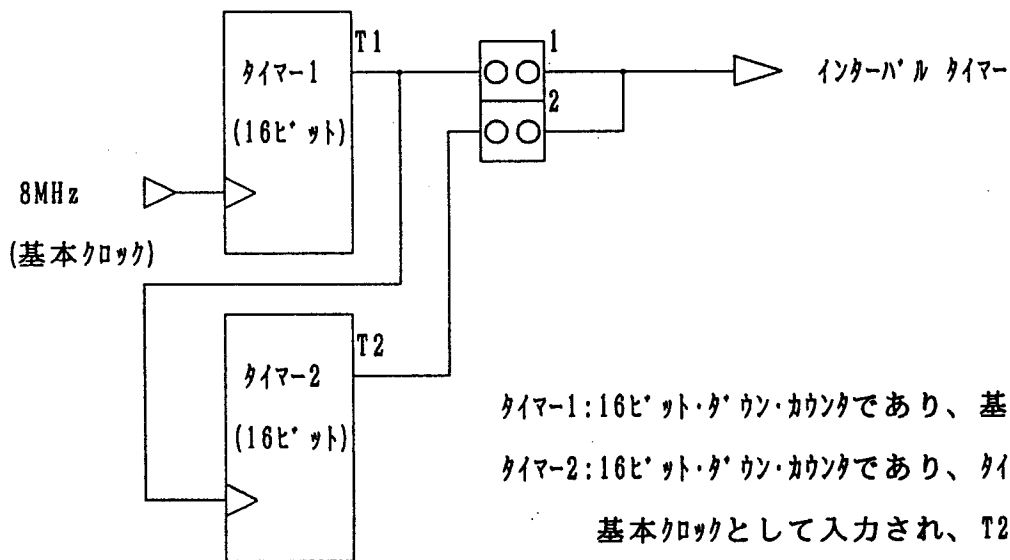 T1
タイマー1
(16ビット)
1
2
インターバル タイマー
8MHz
(基本クロック)
T2
タイマー2
(16ビット)
タイマー1:16ビット・ダウン・カウンタであり、基
タイマー2:16ビット・ダウン・カウンタであり、タイ
基本クロックとして入力され、T2